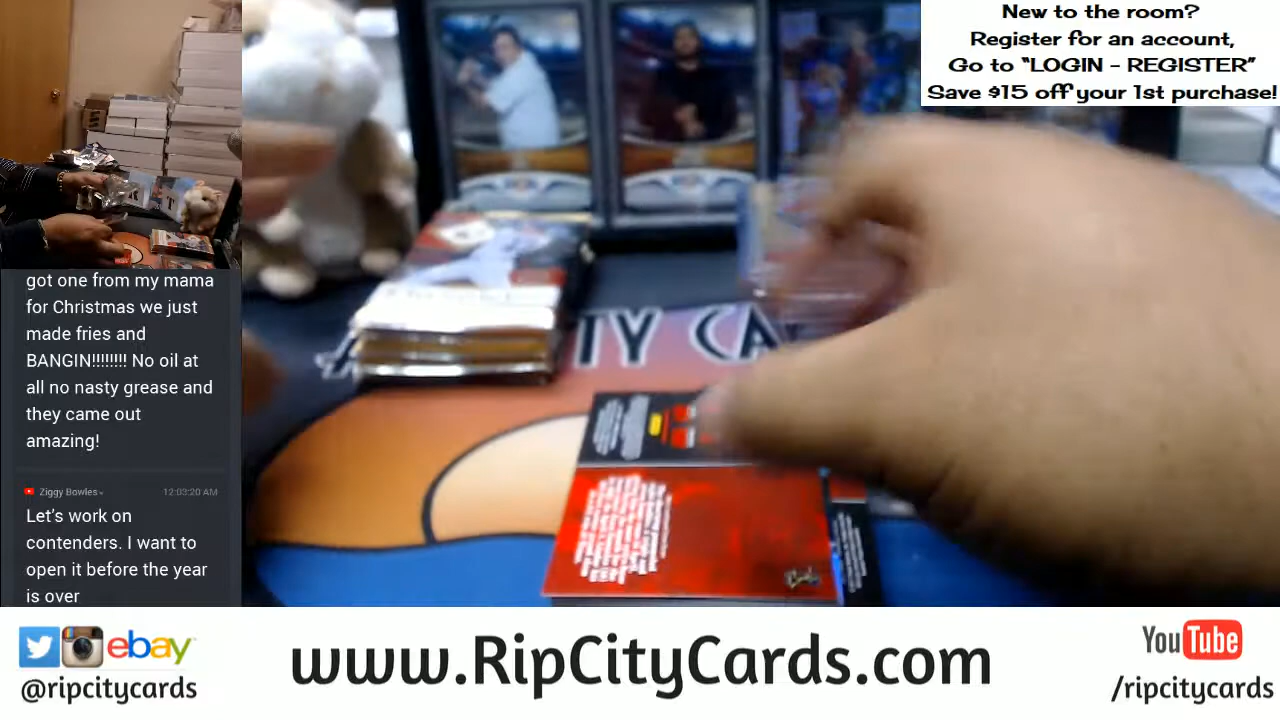 New to the room?
Register for an account,
Go to “LOGIN - REGISTER”
Save $15 off your 1st purchase!
got one from my mama
for Christmas we just
made fries and
BANGIN!!!!!!!! No oil at
all no nasty grease and
they came out
amazing!
Ziggy Bowles
12:03:20 AM
Let’s work on
contenders. I want to
open it before the year
is over
TY CA
ebay
@ripcitycards
www.RipCityCards.com
YouTube
/ripcitycards